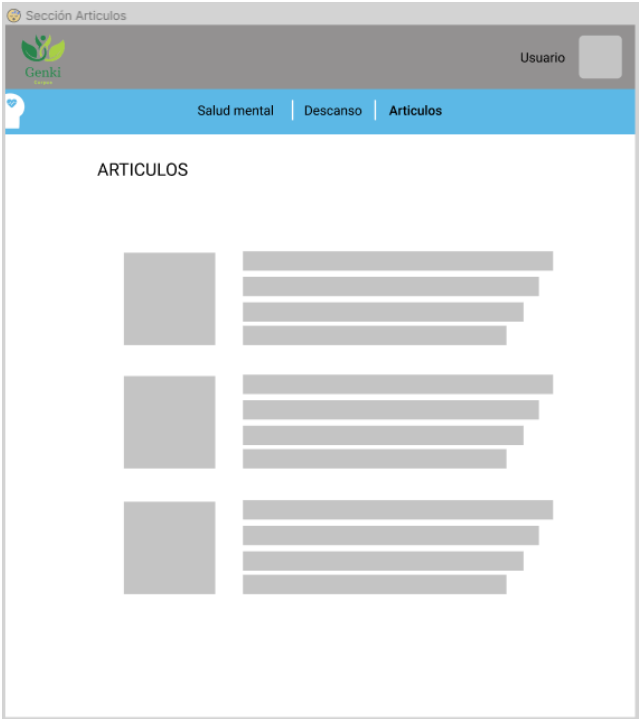 Sección Articulos
Genki
Usuario
Salud mental
Descanso
Articulos
ARTICULOS